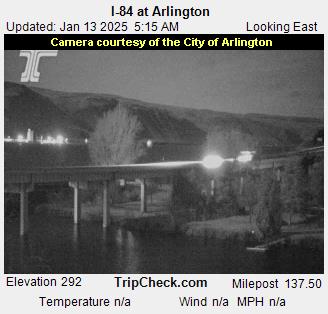 I-84 at Arlington
Updated: Jan 13 2025 5:15 AM Looking East
Camera courtesy of the City of Arlington
Elevation 292 TripCheck.com Milepost 137.50
Temperature n/a Wind n/a MPH n/a